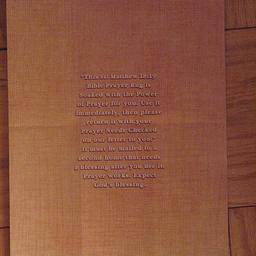 "This St. Matthew 18:19
Bible Prayer Rug is
Soaked with the Power
of Prayer for you. Use it
immediately, then please
return it with your
Prayer Needs Checked
on our letter to you.
It must be mailed to a
second home that needs
a blessing after you use it.
Prayer works. Expect
God's blessing.